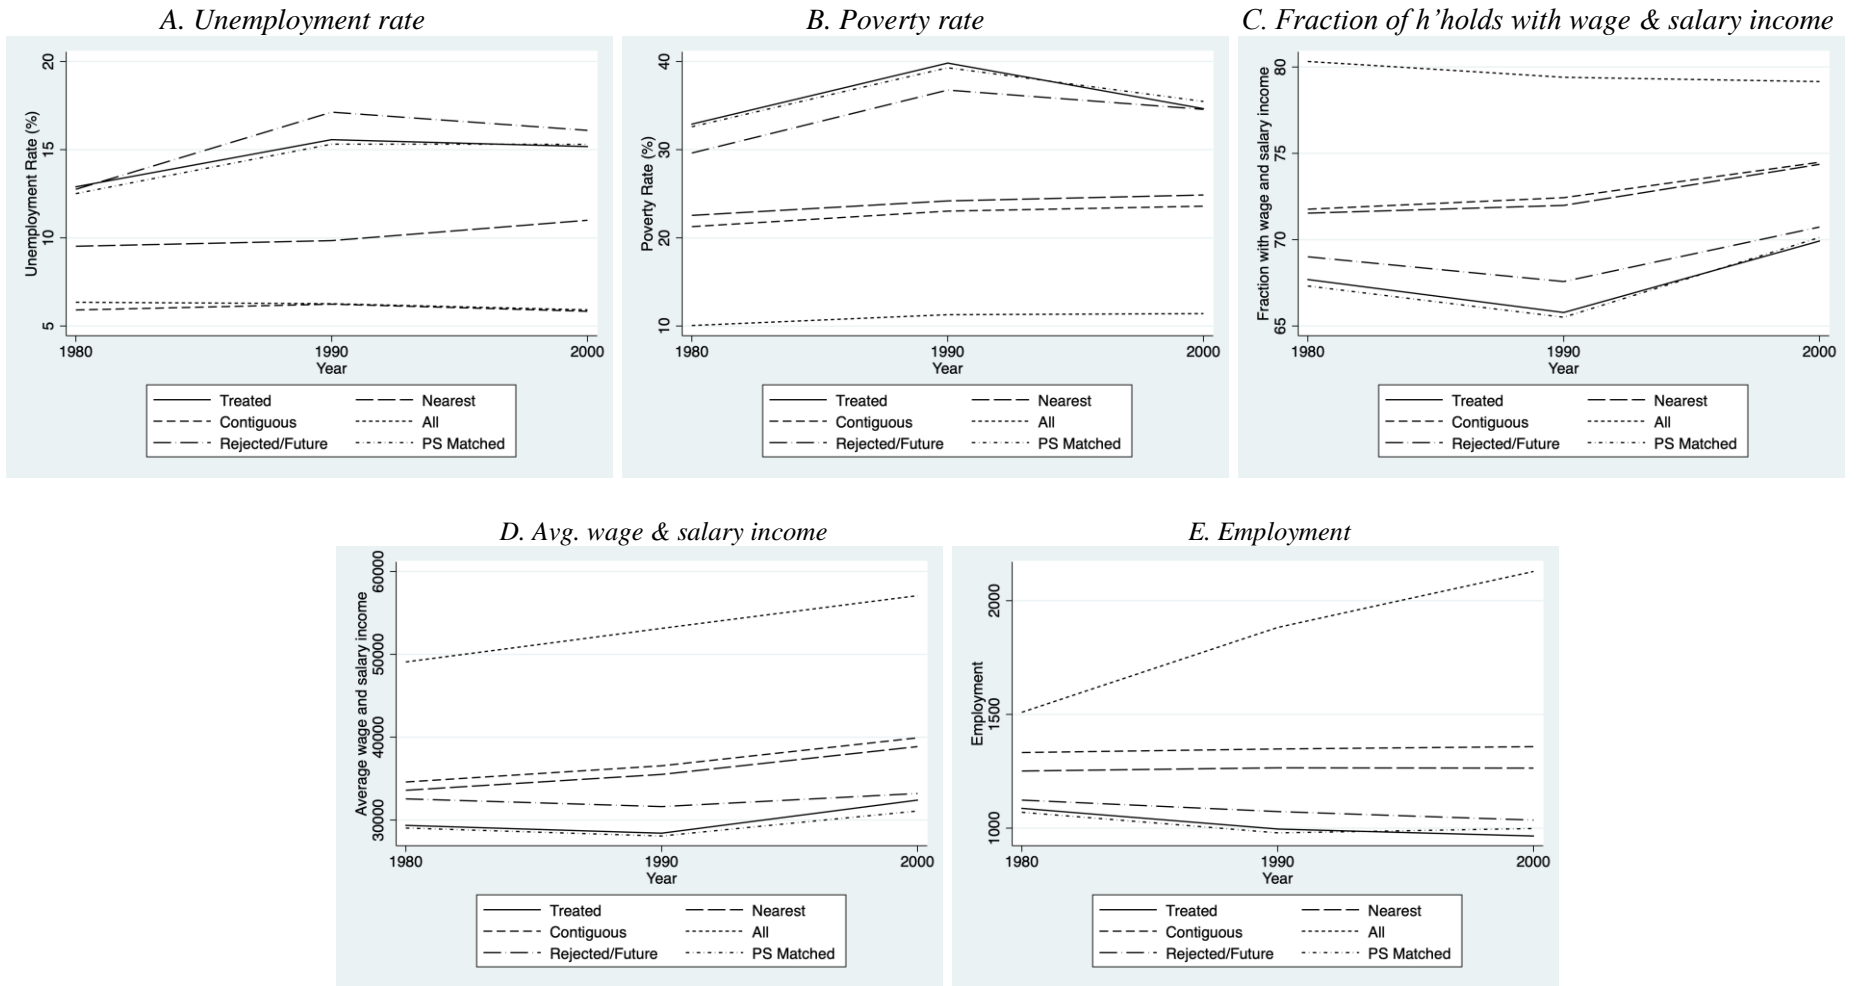 A. Unemployment rate
Unemployment Rate (%)
20
15
10
5
1980
1990
2000
Year
Treated
Nearest
Contiguous
All
Rejected/Future
PS Matched
B. Poverty rate
Poverty Rate (%)
40
30
20
10
1980
1990
2000
Year
Treated
Nearest
Contiguous
All
Rejected/Future
PS Matched
C. Fraction of h’holds with wage & salary income
Fraction with wage and salary income
80
75
70
65
1980
1990
2000
Year
Treated
Nearest
Contiguous
All
Rejected/Future
PS Matched
D. Avg. wage & salary income
Average wage and salary income
60000
50000
40000
30000
1980
1990
2000
Year
Treated
Nearest
Contiguous
All
Rejected/Future
PS Matched
E. Employment
Employment
2000
1500
1000
1980
1990
2000
Year
Treated
Nearest
Contiguous
All
Rejected/Future
PS Matched